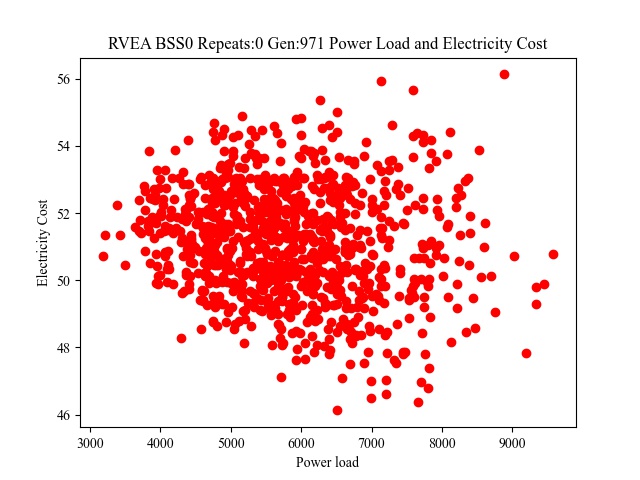 RVEA BSS0 Repeats:0 Gen:971 Power Load and Electricity Cost
56
54
52
50
48
46
Electricity Cost
3000 4000 5000 6000 7000 8000 9000
Power load